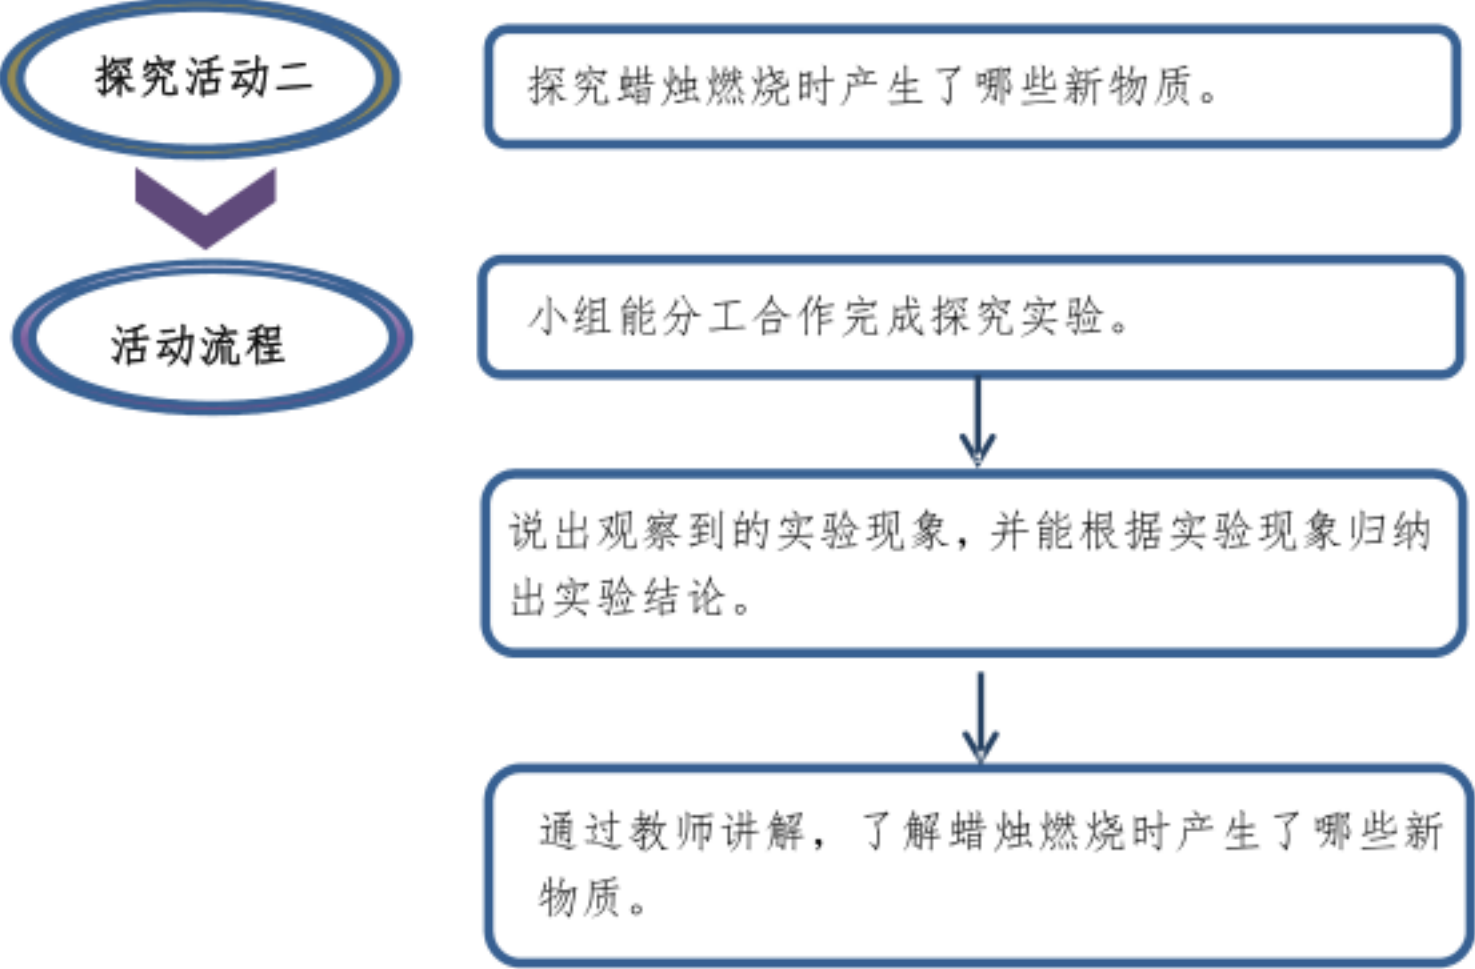 探究活动二
探究蜡烛燃烧时产生了哪些新物质。
活动流程
小组能分工合作完成探究实验。
说出观察到的实验现象，并能根据实验现象归纳
出实验结论。
通过教师讲解，了解蜡烛燃烧时产生了哪些新
物质。